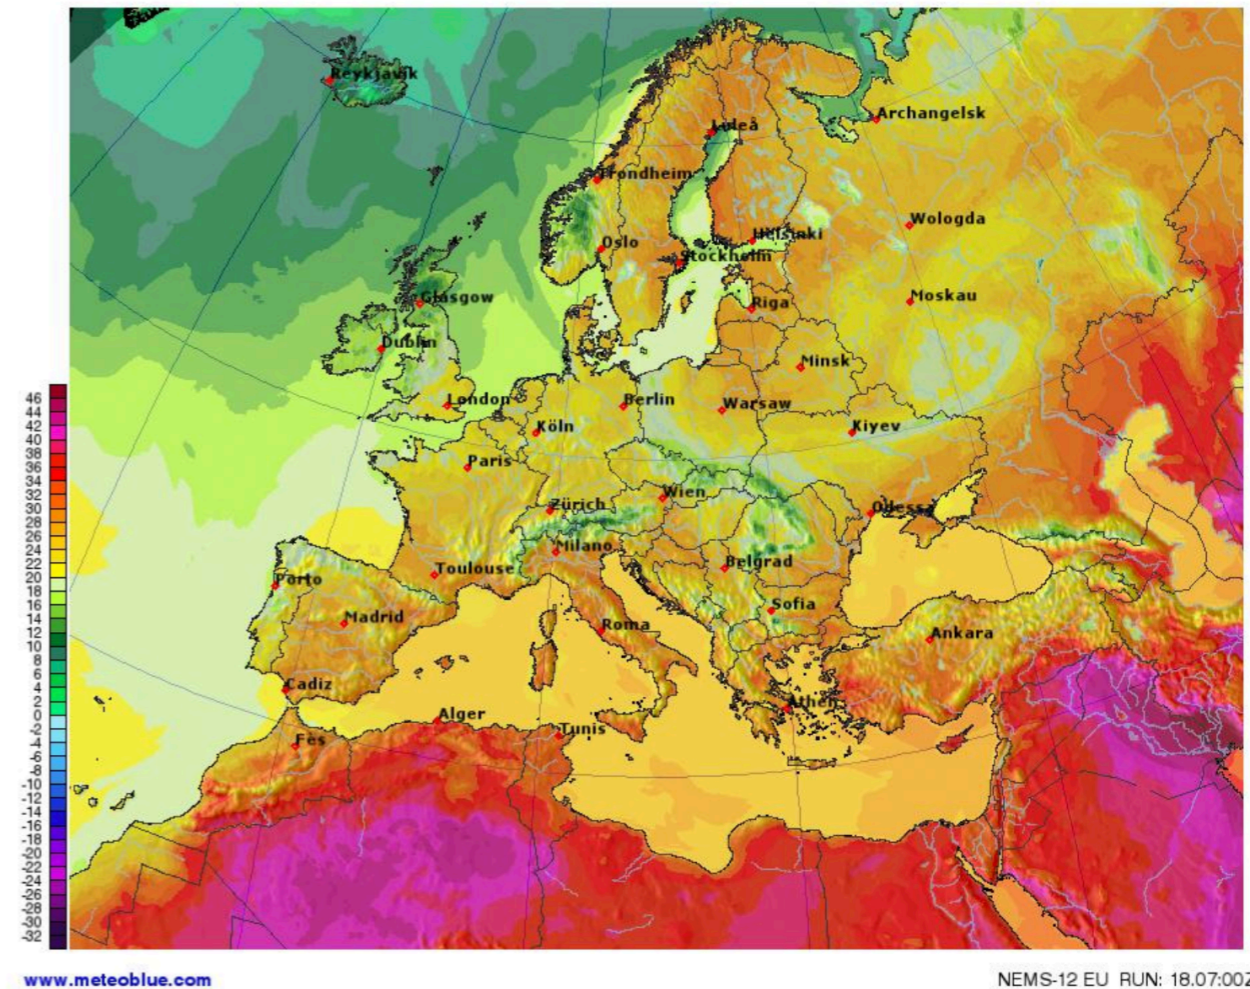 Reykjavik
Luleå
Archangelsk
Trondheim
Wologda
Oslo
Helsinki
Stockholm
Glasgow
Riga
Moskau
Dublin
Minsk
London
Berlin
Warsaw
Köln
Kiyev
Paris
Zürich
Wien
Odessa
Milano
Toulouse
Belgrad
Porto
Madrid
Roma
Sofia
Ankara
Cadiz
Alger
Athen
Fès
Tunis
46
44
42
40
38
36
34
32
30
28
26
24
22
20
18
16
14
12
10
8
6
4
2
0
-2
-4
-6
-8
-10
-12
-14
-16
-18
-20
-22
-24
-26
-28
-30
-32
www.meteoblue.com
NEMS-12 EU RUN: 18.07:00Z